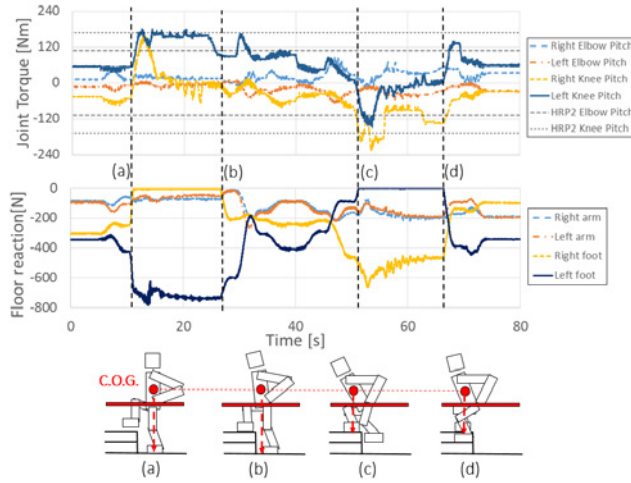 Joint Torque [Nm]
240
120
0
-120
-240
(a)
(b)
(c)
(d)
Right Elbow Pitch
Left Elbow Pitch
Right Knee Pitch
Left Knee Pitch
HRP2 Elbow Pitch
HRP2 Knee Pitch
Floor reaction[N]
0
-200
-400
-600
-800
0
20
40
60
80
Time [s]
Right arm
Left arm
Right foot
Left foot
C.O.G.
(a)
(b)
(c)
(d)